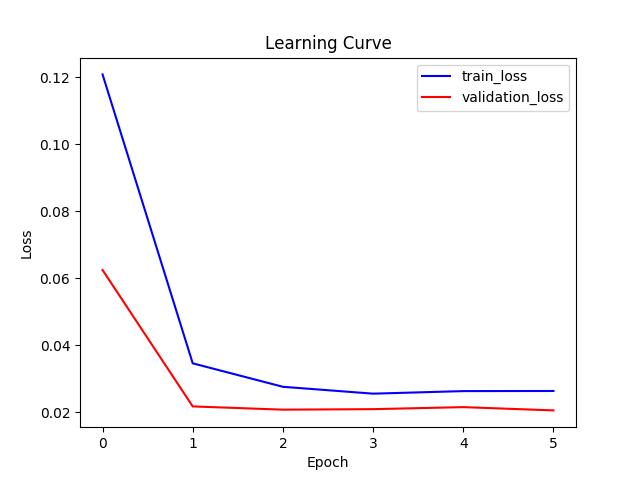 Learning Curve
train_loss
validation_loss
0.12
0.10
0.08
0.06
0.04
0.02
Loss
0 1 2 3 4 5
Epoch